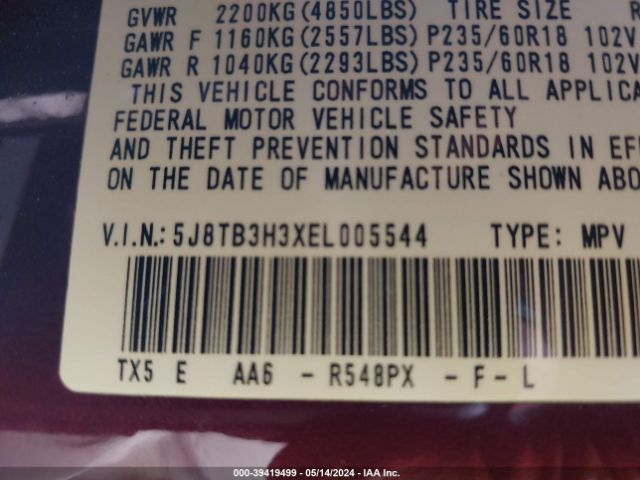 GVWR 2200KG(4850LBS) TIRE SIZE
GAWR F 1160KG(2557LBS) P235/60R18 102V
GAWR R 1040KG(2293LBS) P235/60R18 102V
THIS VEHICLE CONFORMS TO ALL APPLICA
FEDERAL MOTOR VEHICLE SAFETY
AND THEFT PREVENTION STANDARDS IN EFF
ON THE DATE OF MANUFACTURE SHOWN ABO
V.I.N.: 5J8TB3H3XEL005544 TYPE: MPV
TX5 E AA6 - R548PX - F - L
000-39419499 - 05/14/2024 - IAA Inc.